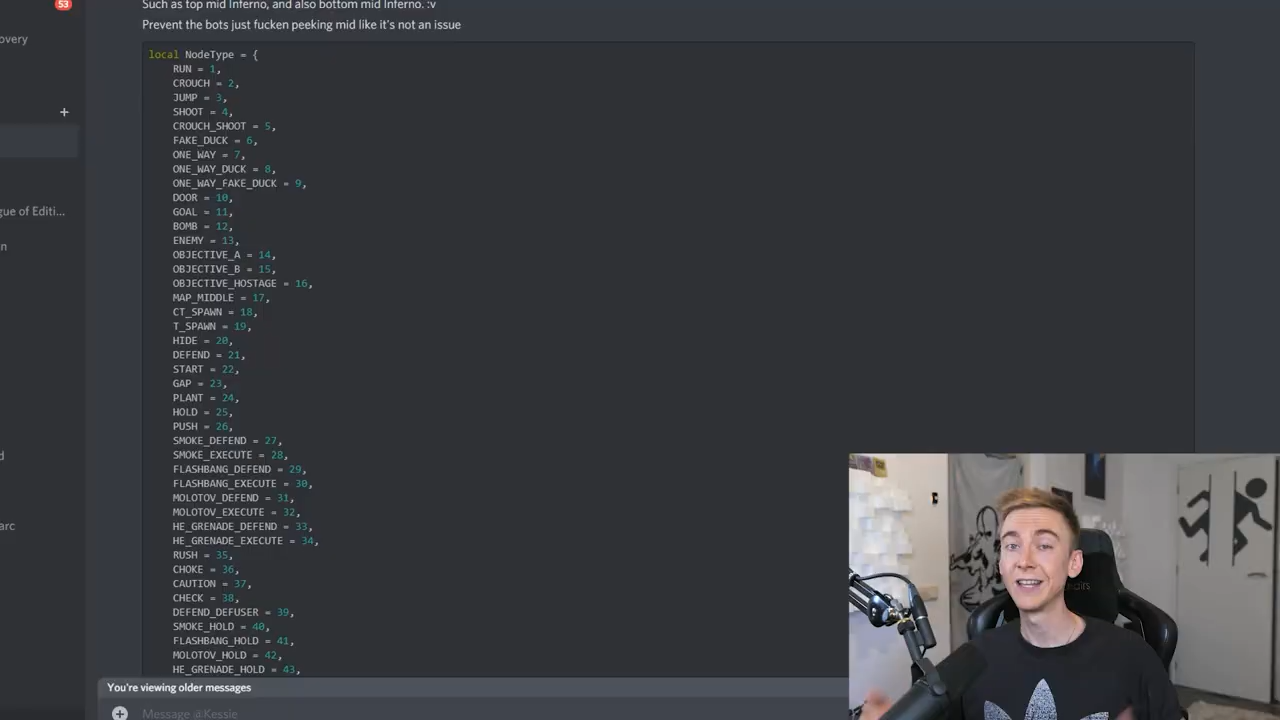 53
Such as top mid Inferno, and also bottom mid Inferno. :v
Prevent the bots just fucken peeking mid like it's not an issue
overy
+
gue of Editi...
n
d
arc
local NodeType = {
RUN = 1,
CROUCH = 2,
JUMP = 3,
SHOOT = 4,
CROUCH_SHOOT = 5,
FAKE_DUCK = 6,
ONE_WAY = 7,
ONE_WAY_DUCK = 8,
ONE_WAY_FAKE_DUCK = 9,
DOOR = 10,
GOAL = 11,
BOMB = 12,
ENEMY = 13,
OBJECTIVE_A = 14,
OBJECTIVE_B = 15,
OBJECTIVE_HOSTAGE = 16,
MAP_MIDDLE = 17,
CT_SPAWN = 18,
T_SPAWN = 19,
HIDE = 20,
DEFEND = 21,
START = 22,
GAP = 23,
PLANT = 24,
HOLD = 25,
PUSH = 26,
SMOKE_DEFEND = 27,
SMOKE_EXECUTE = 28,
FLASHBANG_DEFEND = 29,
FLASHBANG_EXECUTE = 30,
MOLOTOV_DEFEND = 31,
MOLOTOV_EXECUTE = 32,
HE_GRENADE_DEFEND = 33,
HE_GRENADE_EXECUTE = 34,
RUSH = 35,
CHOKE = 36,
CAUTION = 37,
CHECK = 38,
DEFEND_DEFUSER = 39,
SMOKE_HOLD = 40,
FLASHBANG_HOLD = 41,
MOLOTOV_HOLD = 42,
HE_GRENADE_HOLD = 43,
You're viewing older messages
Message @Kessie